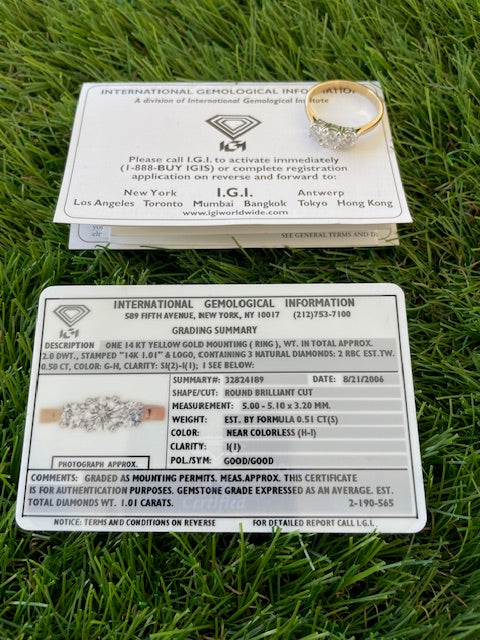 INTERNATIONAL GEMOLOGICAL INFORMATION
A division of International Gemological Institute
IGI
Please call I.G.I. to activate immediately
(1-888-BUY IGIS) or complete registration
application on reverse and forward to:
New York I.G.I. Antwerp
Los Angeles Toronto Mumbai Bangkok Tokyo Hong Kong
www.igiworldwide.com
SEE GENERAL TERMS AND
INTERNATIONAL GEMOLOGICAL INFORMATION
589 FIFTH AVENUE, NEW YORK, NY 10017 (212)753-7100
IGI
GRADING SUMMARY
DESCRIPTION ONE 14 KT YELLOW GOLD MOUNTING ( RING ), WT. IN TOTAL APPROX.
2.0 DWT., STAMPED "14K 1.01" & LOGO, CONTAINING 3 NATURAL DIAMONDS: 2 RBC EST.TW.
0.50 CT, COLOR: G-H, CLARITY: SI(2)-I(1); 1 SEE BELOW:
SUMMARY#: 32824189 DATE: 8/21/2006
SHAPE/CUT: ROUND BRILLIANT CUT
MEASUREMENT: 5.00 - 5.10 x 3.20 MM.
WEIGHT: EST. BY FORMULA 0.51 CT(S)
COLOR: NEAR COLORLESS (H-I)
CLARITY: I(1)
POL./SYM: GOOD/GOOD
PHOTOGRAPH APPROX.
COMMENTS: GRADED AS MOUNTING PERMITS. MEAS.APPROX. THIS CERTIFICATE
IS FOR AUTHENTICATION PURPOSES. GEMSTONE GRADE EXPRESSED AS AN AVERAGE. EST.
TOTAL DIAMONDS WT. 1.01 CARATS. Certified 2-190-565
NOTICE: TERMS AND CONDITIONS ON REVERSE FOR DETAILED REPORT CALL I.G.I.